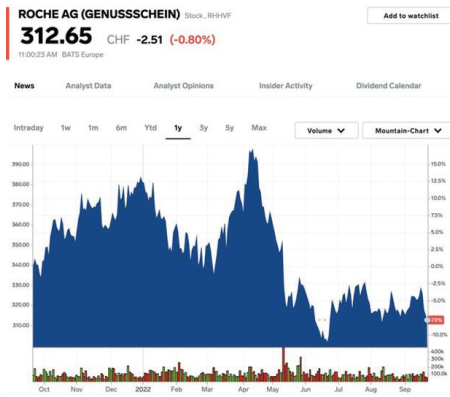 ROCHE AG (GENUSSSCHEIN) Stock, RHHVF
Add to watchlist
312.65 CHF -2.51 (-0.80%)
11:00:23 AM BATS Europe
News Analyst Data Analyst Opinions Insider Activity Dividend Calendar
Intraday 1w 1m 6m Ytd 1y 3y 5y Max Volume Mountain-Chart
390.00
380.00
370.00
360.00
350.00
340.00
330.00
320.00
310.00
15.0%
12.5%
10.0%
7.5%
5.0%
2.5%
0.0%
-2.5%
-5.0%
-10.0%
400k
300k
200k
100.0k
Oct Nov Dec 2022 Feb Mar Apr May Jun Jul Aug Sep